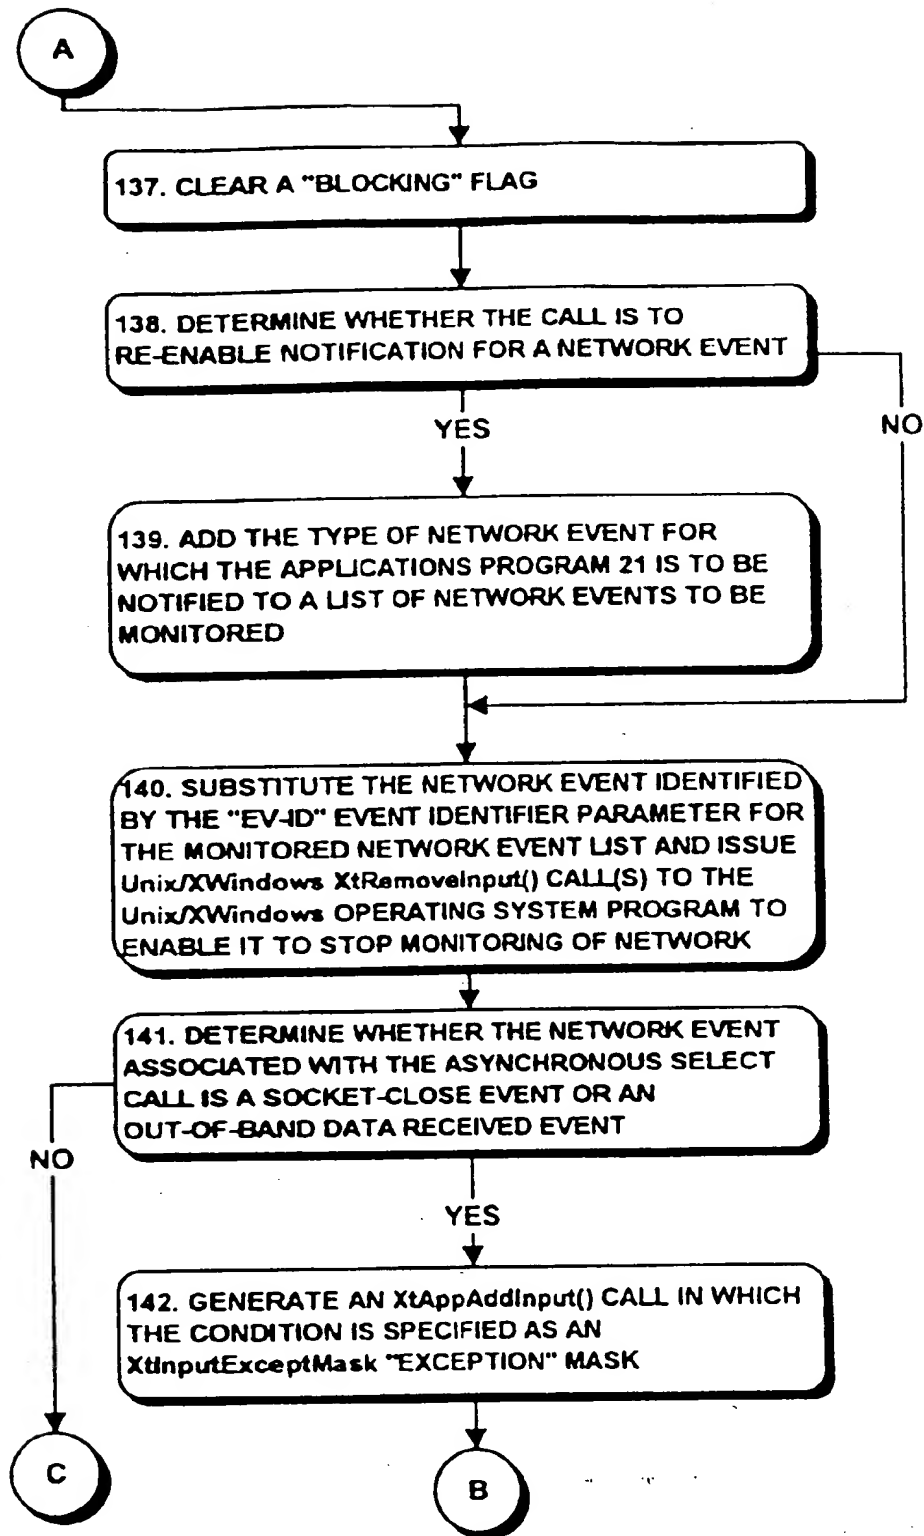 A
137. CLEAR A "BLOCKING" FLAG
138. DETERMINE WHETHER THE CALL IS TO
RE-ENABLE NOTIFICATION FOR A NETWORK EVENT
NO
YES
139. ADD THE TYPE OF NETWORK EVENT FOR
WHICH THE APPLICATIONS PROGRAM 21 IS TO BE
NOTIFIED TO A LIST OF NETWORK EVENTS TO BE
MONITORED
140. SUBSTITUTE THE NETWORK EVENT IDENTIFIED
BY THE "EV-ID" EVENT IDENTIFIER PARAMETER FOR
THE MONITORED NETWORK EVENT LIST AND ISSUE
Unix/XWindows XtRemoveInput() CALL(S) TO THE
Unix/XWindows OPERATING SYSTEM PROGRAM TO
ENABLE IT TO STOP MONITORING OF NETWORK
141. DETERMINE WHETHER THE NETWORK EVENT
ASSOCIATED WITH THE ASYNCHRONOUS SELECT
CALL IS A SOCKET-CLOSE EVENT OR AN
OUT-OF-BAND DATA RECEIVED EVENT
NO
YES
142. GENERATE AN XtAppAddInput() CALL IN WHICH
THE CONDITION IS SPECIFIED AS AN
XtInputExceptMask "EXCEPTION" MASK
C
B